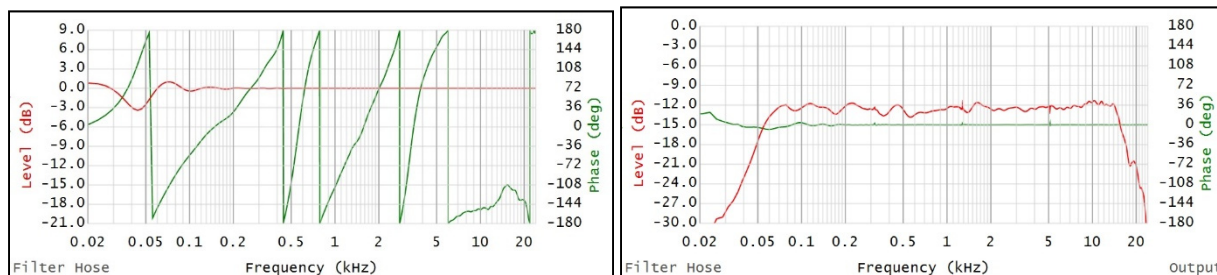 9.0 180
6.0 144
3.0 108
0.0 72
-3.0 36
-6.0 0
-9.0 -36
-12.0 -72
-15.0 -108
-18.0 -144
-21.0 -180
Level (dB)
Phase (deg)
0.02 0.05 0.1 0.2 0.5 1 2 5 10 20
Filter Hose Frequency (kHz)
0.0 180
-3.0 144
-6.0 108
-9.0 72
-12.0 36
-15.0 0
-18.0 -36
-21.0 -72
-24.0 -108
-27.0 -144
-30.0 -180
Level (dB)
Phase (deg)
0.02 0.05 0.1 0.2 0.5 1 2 5 10 20
Filter Hose Frequency (kHz) Output